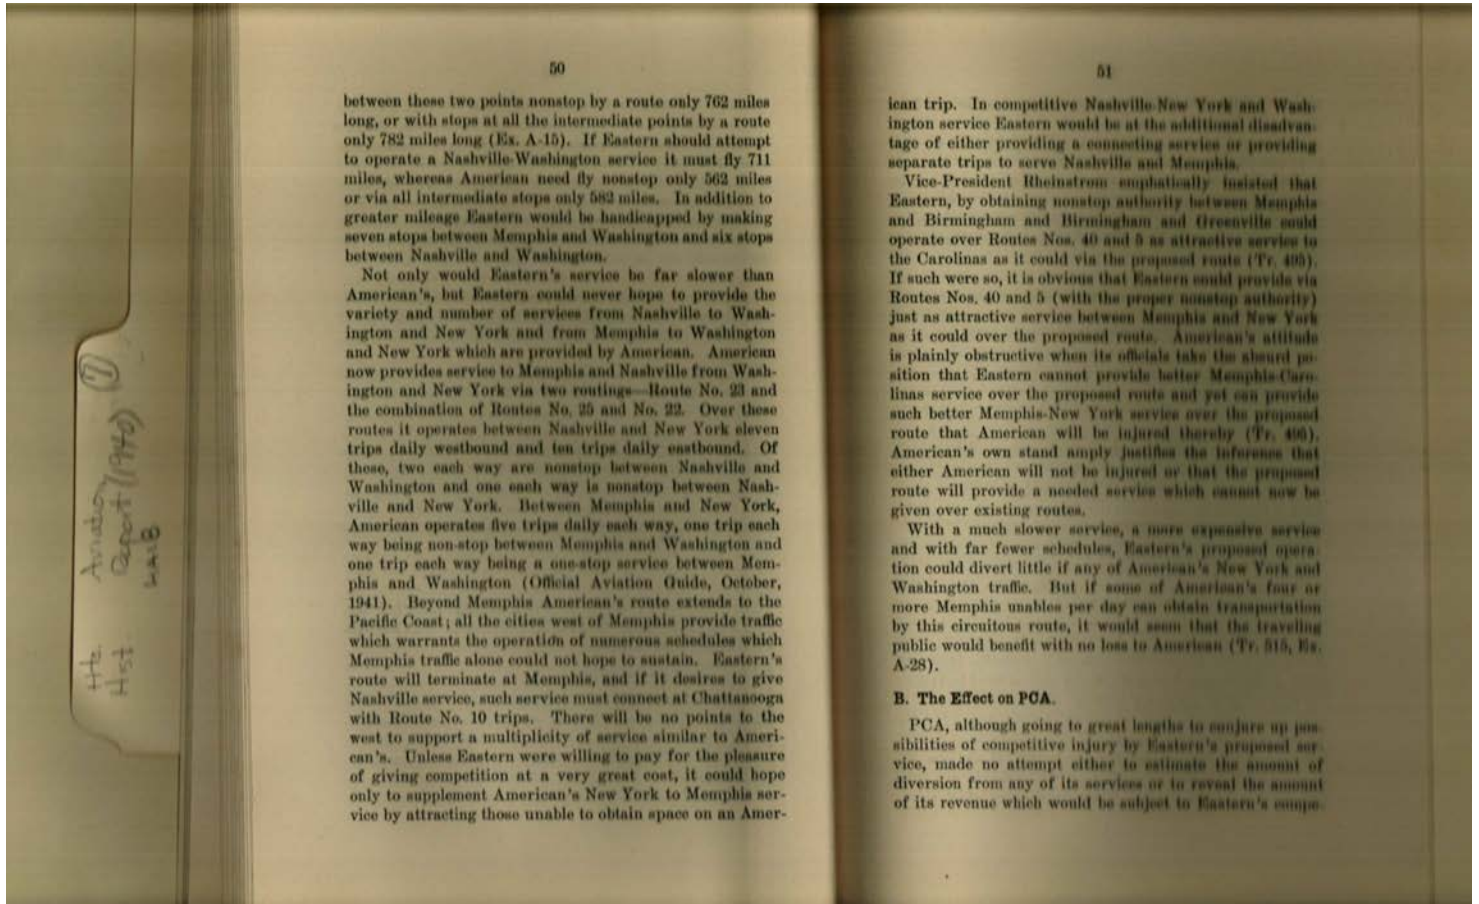 Htc.
Hist.
Aviation
Report (1940)
7
50
between these two points nonstop by a route only 762 miles
long, or with stops at all the intermediate points by a route
only 782 miles long (Ex. A-15). If Eastern should attempt
to operate a Nashville-Washington service it must fly 711
miles, whereas American need fly nonstop only 562 miles
or via all intermediate stops only 582 miles. In addition to
greater mileage Eastern would be handicapped by making
seven stops between Memphis and Washington and six stops
between Nashville and Washington.
Not only would Eastern's service be far slower than
American's, but Eastern could never hope to provide the
variety and number of services from Nashville to Wash-
ington and New York and from Memphis to Washington
and New York which are provided by American. American
now provides service to Memphis and Nashville from Wash-
ington and New York via two routings—Route No. 23 and
the combination of Routes No. 25 and No. 22. Over these
routes it operates between Nashville and New York eleven
trips daily westbound and ten trips daily eastbound. Of
these, two each way are nonstop between Nashville and
Washington and one each way is nonstop between Nash-
ville and New York. Between Memphis and New York,
American operates five trips daily each way, one trip each
way being non-stop between Memphis and Washington and
one trip each way being a one-stop service between Mem-
phis and Washington (Official Aviation Guide, October,
1941). Beyond Memphis American's route extends to the
Pacific Coast; all the cities west of Memphis provide traffic
which warrants the operation of numerous schedules which
Memphis traffic alone could not hope to sustain. Eastern's
route will terminate at Memphis, and if it desires to give
Nashville service, such service must connect at Chattanooga
with Route No. 10 trips. There will be no points to the
west to support a multiplicity of service similar to Ameri-
can's. Unless Eastern were willing to pay for the pleasure
of giving competition at a very great cost, it could hope
only to supplement American's New York to Memphis ser-
vice by attracting those unable to obtain space on an Amer-
51
ican trip. In competitive Nashville-New York and Wash-
ington service Eastern would be at the additional disadvan-
tage of either providing a connecting service or providing
separate trips to serve Nashville and Memphis.
Vice-President Rheinstrom emphatically insisted that
Eastern, by obtaining nonstop authority between Memphis
and Birmingham and Birmingham and Greenville could
operate over Routes Nos. 40 and 5 as attractive service to
the Carolinas as it could via the proposed route (Tr. 495).
If such were so, it is obvious that Eastern could provide via
Routes Nos. 40 and 5 (with the proper nonstop authority)
just as attractive service between Memphis and New York
as it could over the proposed route. American's attitude
is plainly obstructive when its officials take the absurd po-
sition that Eastern cannot provide better Memphis-Caro-
linas service over the proposed route and yet can provide
such better Memphis-New York service over the proposed
route that American will be injured thereby (Tr. 496).
American's own stand amply justifies the inference that
either American will not be injured or that the proposed
route will provide a needed service which cannot now be
given over existing routes.
With a much slower service, a more expensive service
and with far fewer schedules, Eastern's proposed opera-
tion could divert little if any of American's New York and
Washington traffic. But if some of American's four or
more Memphis unables per day can obtain transportation
by this circuitous route, it would seem that the traveling
public would benefit with no loss to American (Tr. 515, Ex.
A-28).
B. The Effect on PCA.
PCA, although going to great lengths to conjure up pos-
sibilities of competitive injury by Eastern's proposed ser-
vice, made no attempt either to estimate the amount of
diversion from any of its services or to reveal the amount
of its revenue which would be subject to Eastern's compe-